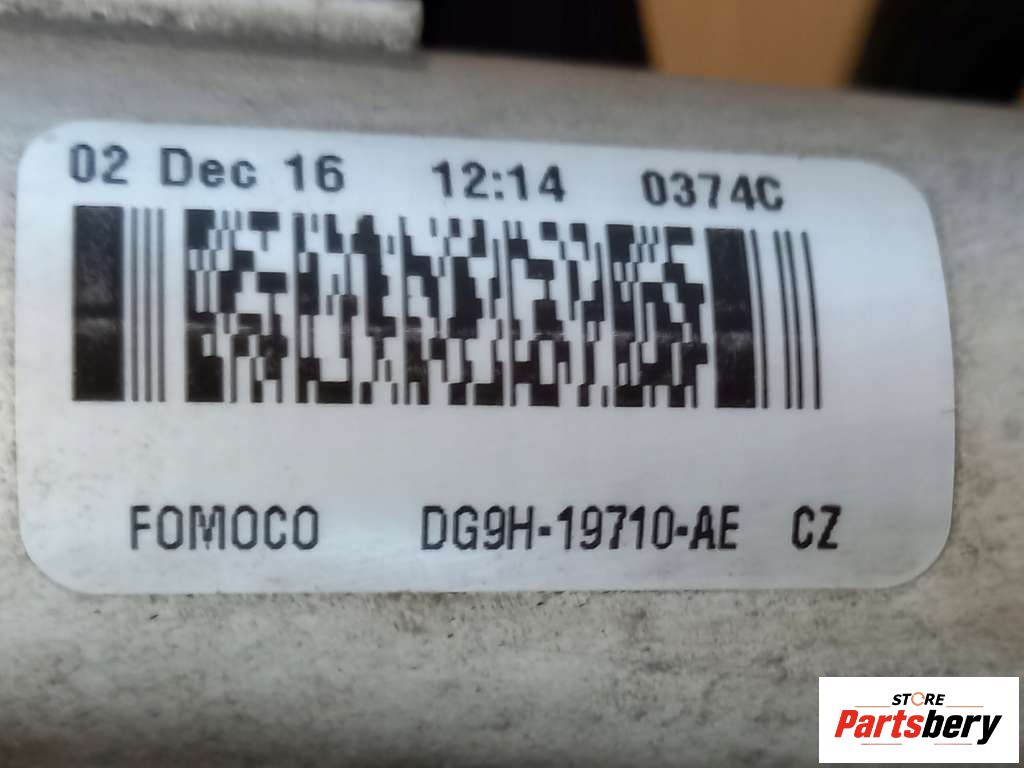 02 Dec 16 12:14 0374C
FOMOCO DG9H-19710-AE CZ
STORE
Partsbery